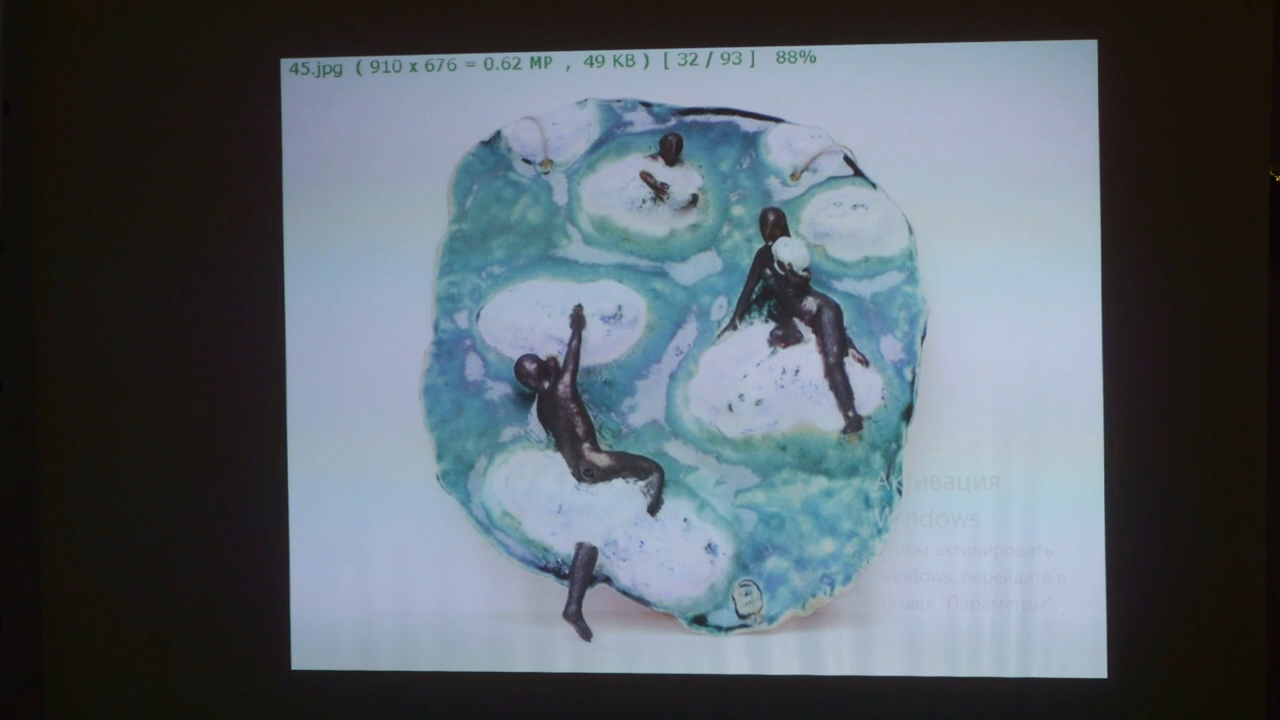 45.jpg ( 910 x 676 = 0.62 MP , 49 KB ) [ 32 / 93 ] 88%
Активация
Windows
Чтобы активировать
Windows, перейдите в
раздел "Параметры".